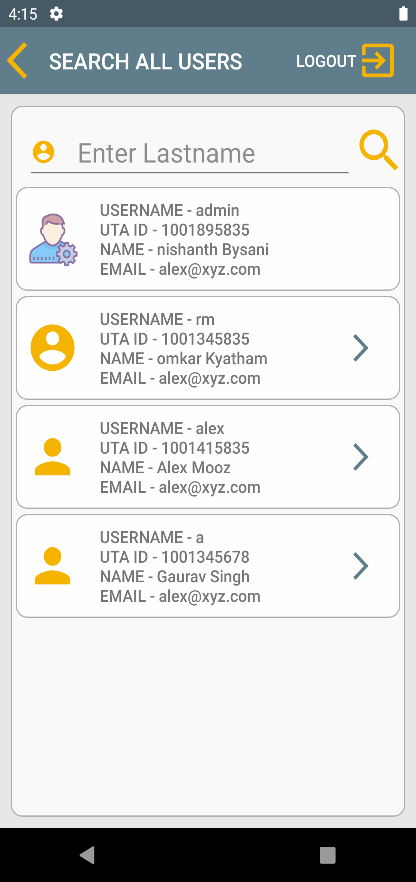 4:15
SEARCH ALL USERS
LOGOUT
Enter Lastname
USERNAME - admin
UTA ID - 1001895835
NAME - nishanth Bysani
EMAIL - alex@xyz.com
USERNAME - rm
UTA ID - 1001345835
NAME - omkar Kyatham
EMAIL - alex@xyz.com
USERNAME - alex
UTA ID - 1001415835
NAME - Alex Mooz
EMAIL - alex@xyz.com
USERNAME - a
UTA ID - 1001345678
NAME - Gaurav Singh
EMAIL - alex@xyz.com